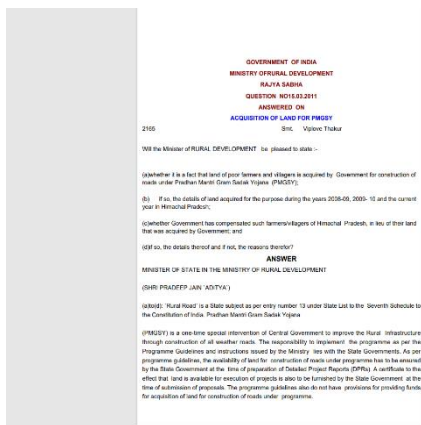 GOVERNMENT OF INDIA
MINISTRY OFRURAL DEVELOPMENT
RAJYA SABHA
QUESTION NO15.03.2011
ANSWERED ON
ACQUISITION OF LAND FOR PMGSY
2165 Smt. Viplove Thakur
Will the Minister of RURAL DEVELOPMENT be pleased to state :-
(a)whether it is a fact that land of poor farmers and villagers is acquired by Government for construction of
roads under Pradhan Mantri Gram Sadak Yojana (PMGSY);
(b) if so, the details of land acquired for the purpose during the years 2008-09, 2009- 10 and the current
year in Himachal Pradesh;
(c)whether Government has compensated such farmers/villagers of Himachal Pradesh, in lieu of their land
that was acquired by Government; and
(d)if so, the details thereof and if not, the reasons therefor?
ANSWER
MINISTER OF STATE IN THE MINISTRY OF RURAL DEVELOPMENT
(SHRI PRADEEP JAIN 'ADITYA')
(a)to(d): 'Rural Road' is a State subject as per entry number 13 under State List to the Seventh Schedule to
the Constitution of India. Pradhan Mantri Gram Sadak Yojana
(PMGSY) is a one-time special intervention of Central Government to improve the Rural Infrastructure
through construction of all weather roads. The responsibility to implement the programme as per the
Programme Guidelines and instructions issued by the Ministry lies with the State Governments. As per
programme guidelines, the availability of land for construction of roads under programme has to be ensured
by the State Government at the time of preparation of Detailed Project Reports (DPRs). A certificate to the
effect that land is available for execution of projects is also to be furnished by the State Government at the
time of submission of proposals. The programme guidelines also do not have provisions for providing funds
for acquisition of land for construction of roads under programme.